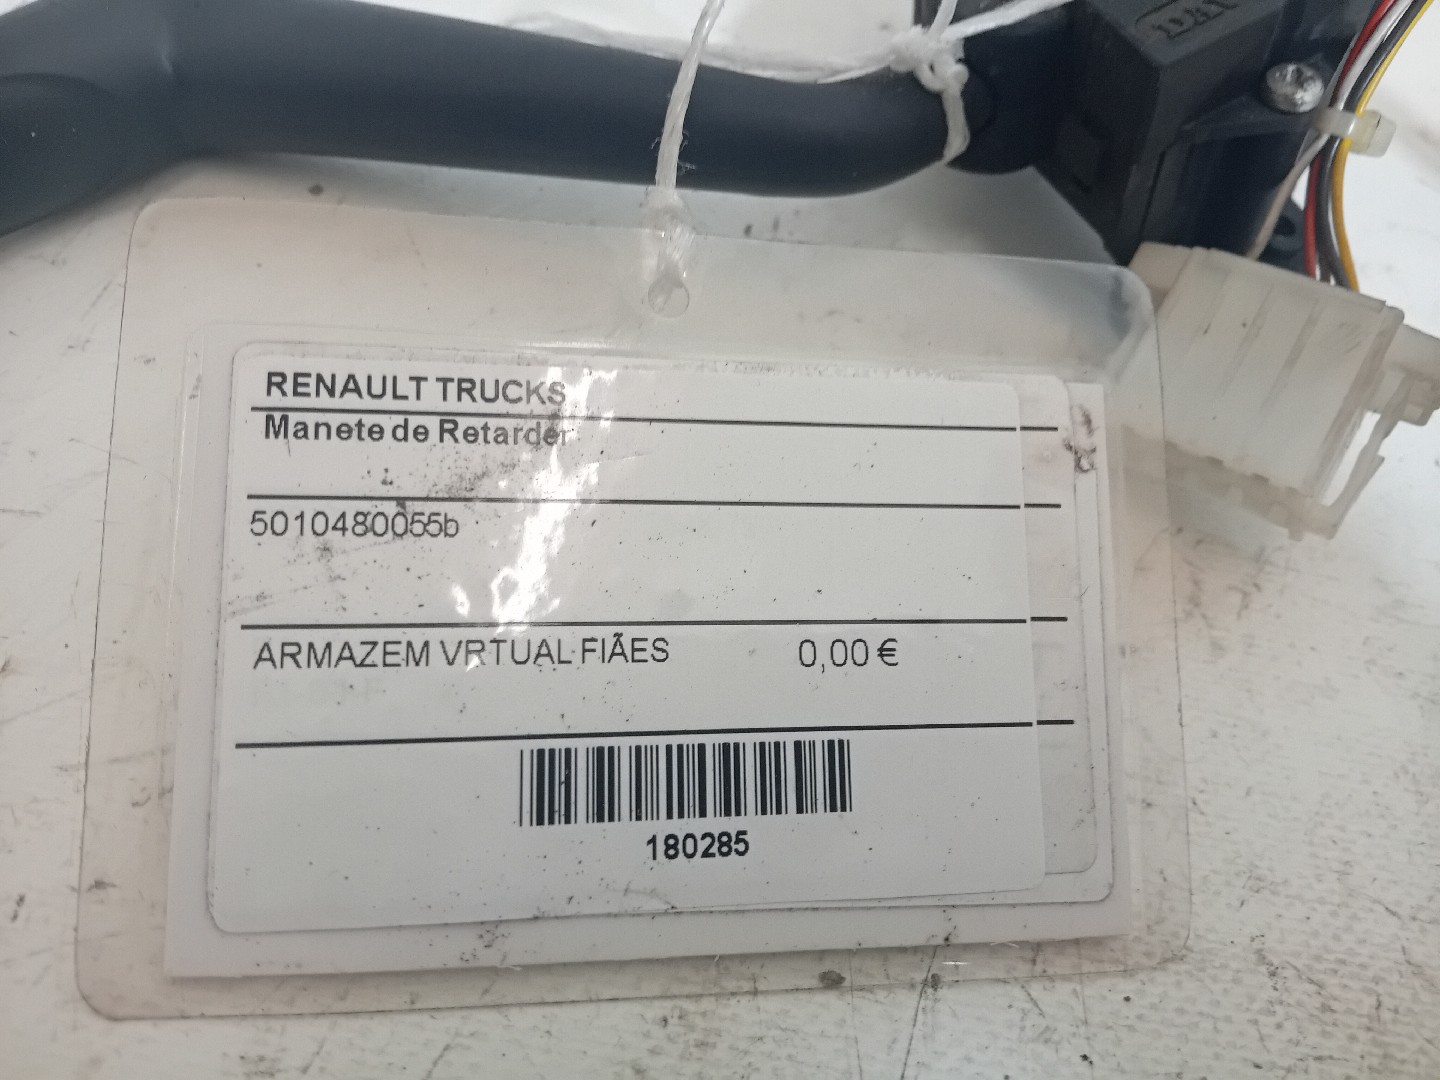 RENAULT TRUCKS
Manete de Retarder
5010480055b
ARMAZEM VRTUAL FIÃES 0,00 €
180285